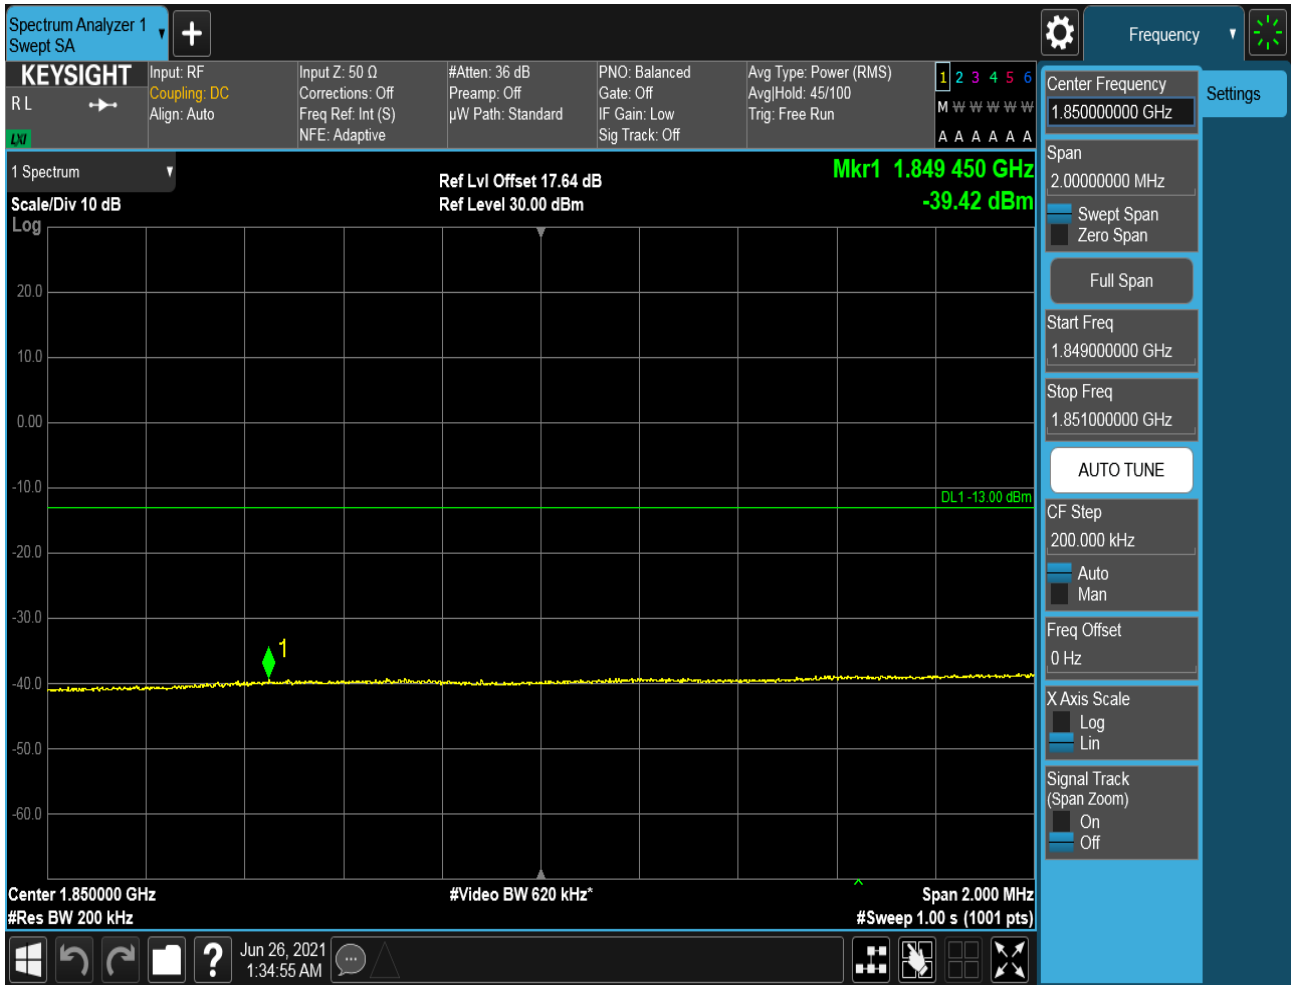 Spectrum Analyzer 1
Swept SA
Frequency
KEYSIGHT
R L
LXI
Input: RF
Coupling: DC
Align: Auto
Input Z: 50 Ω
Corrections: Off
Freq Ref: Int (S)
NFE: Adaptive
#Atten: 36 dB
Preamp: Off
µW Path: Standard
PNO: Balanced
Gate: Off
IF Gain: Low
Sig Track: Off
Avg Type: Power (RMS)
Avg|Hold: 45/100
Trig: Free Run
1 2 3 4 5 6
M W W W W W
A A A A A A
1 Spectrum
Scale/Div 10 dB
Log
Ref Lvl Offset 17.64 dB
Ref Level 30.00 dBm
Mkr1 1.849 450 GHz
-39.42 dBm
20.0
10.0
0.00
-10.0
DL1 -13.00 dBm
-20.0
-30.0
1
-40.0
-50.0
-60.0
Center 1.850000 GHz
#Res BW 200 kHz
#Video BW 620 kHz*
Span 2.000 MHz
#Sweep 1.00 s (1001 pts)
?
Jun 26, 2021
1:34:55 AM
Center Frequency
1.850000000 GHz
Settings
Span
2.00000000 MHz
Swept Span
Zero Span
Full Span
Start Freq
1.849000000 GHz
Stop Freq
1.851000000 GHz
AUTO TUNE
CF Step
200.000 kHz
Auto
Man
Freq Offset
0 Hz
X Axis Scale
Log
Lin
Signal Track
(Span Zoom)
On
Off